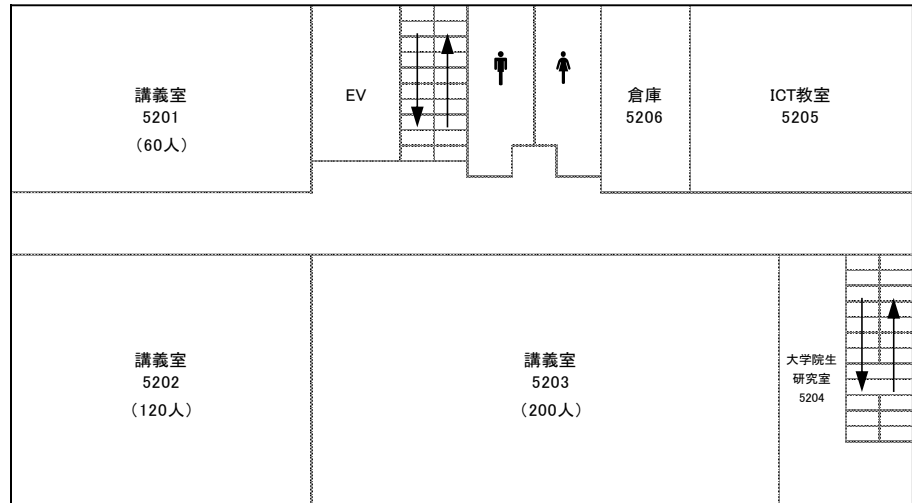 講義室
5201
(60人)
EV
倉庫
5206
ICT教室
5205
講義室
5202
(120人)
講義室
5203
(200人)
大学院生
研究室
5204